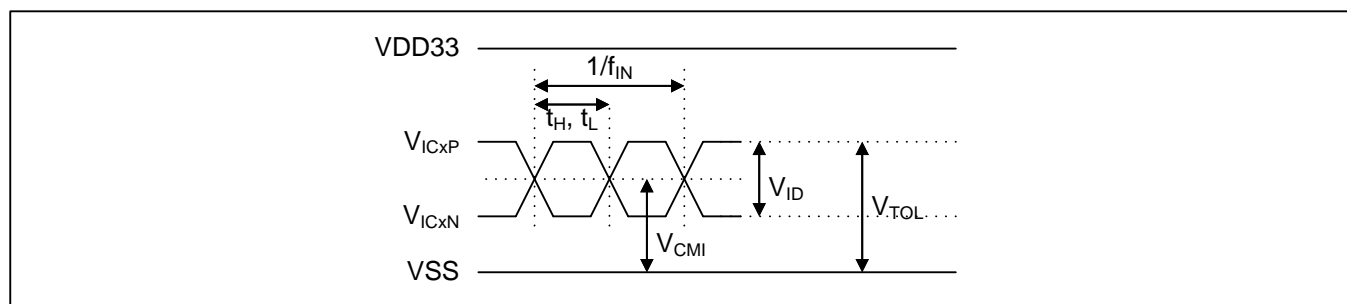 VDD33
1/fIN
tH, tL
VICxP
VID
VTOL
VICxN
VCMI
VSS